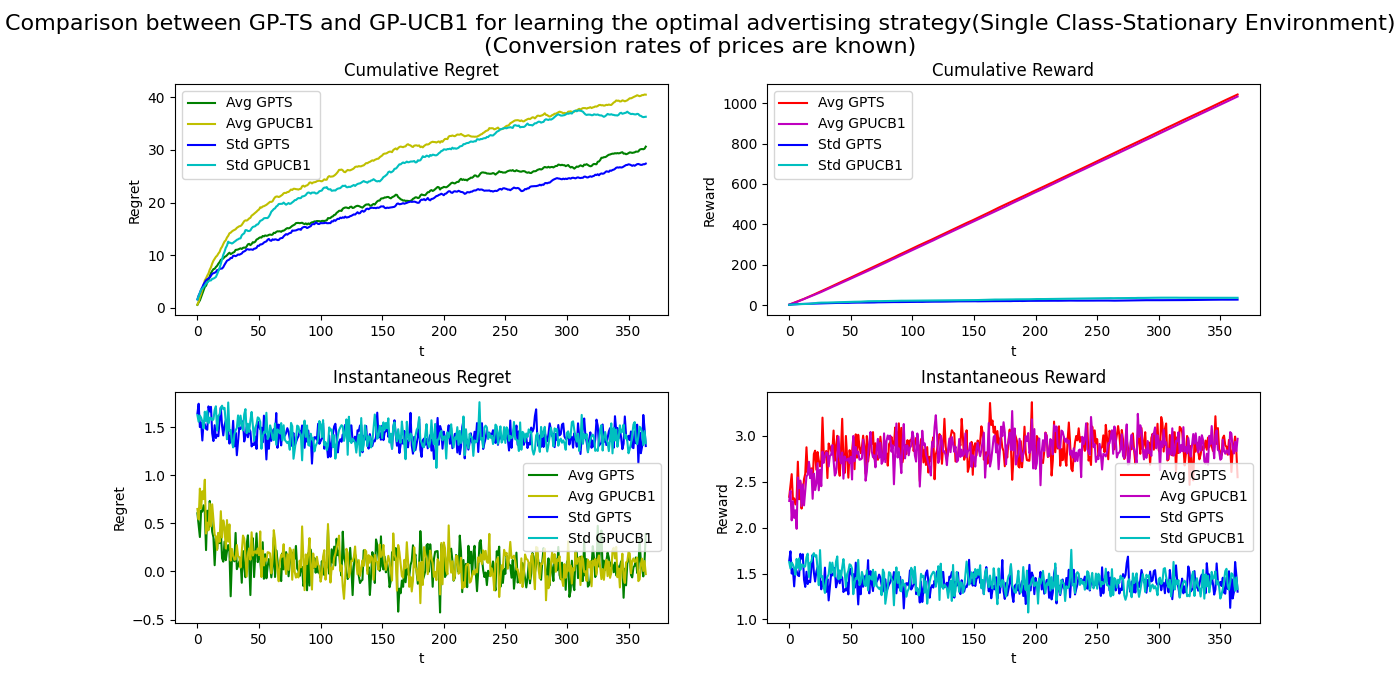 Comparison between GP-TS and GP-UCB1 for learning the optimal advertising strategy(Single Class-Stationary Environment)
(Conversion rates of prices are known)
Cumulative Regret
Avg GPTS
Avg GPUCB1
Std GPTS
Std GPUCB1
Regret
40
30
20
10
0
0 50 100 150 200 250 300 350
t
Cumulative Reward
Avg GPTS
Avg GPUCB1
Std GPTS
Std GPUCB1
Reward
1000
800
600
400
200
0
0 50 100 150 200 250 300 350
t
Instantaneous Regret
Avg GPTS
Avg GPUCB1
Std GPTS
Std GPUCB1
Regret
1.5
1.0
0.5
0.0
−0.5
0 50 100 150 200 250 300 350
t
Instantaneous Reward
Avg GPTS
Avg GPUCB1
Std GPTS
Std GPUCB1
Reward
3.0
2.5
2.0
1.5
1.0
0 50 100 150 200 250 300 350
t